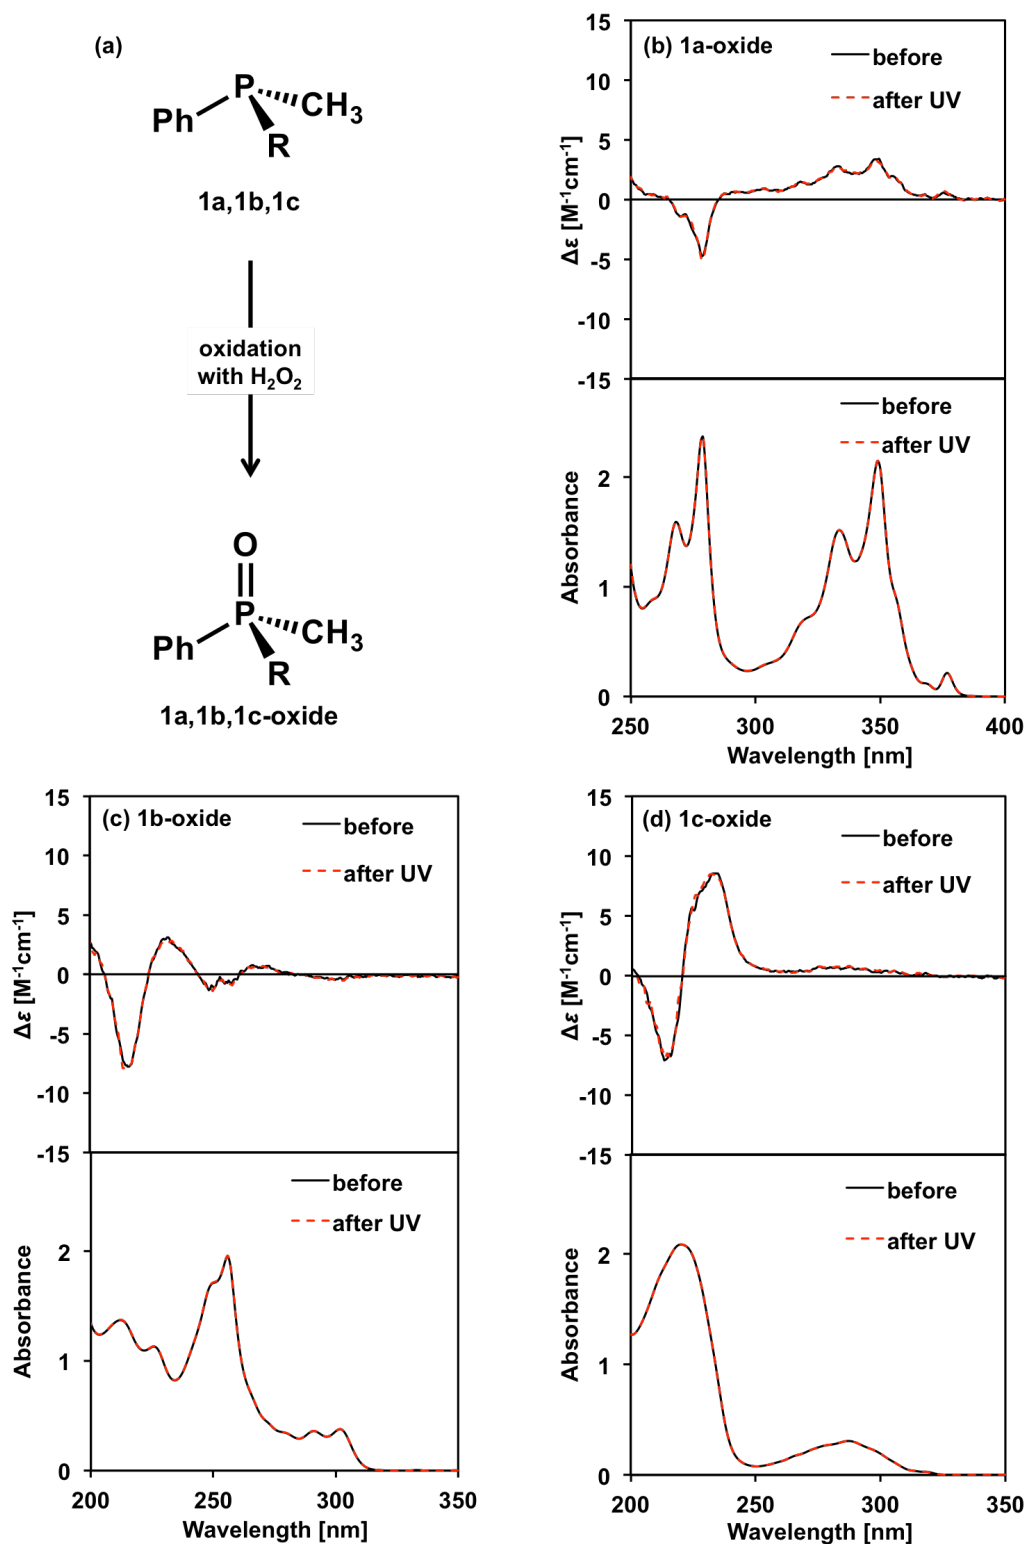 (a)
P
Ph
CH3
R
1a,1b,1c
oxidation
with H2O2
O
P
Ph
CH3
R
1a,1b,1c-oxide
(b) 1a-oxide
before
after UV
15
10
5
0
-5
-10
-15
Δε [M-1cm-1]
before
after UV
2
1
0
Absorbance
250 300 350 400
Wavelength [nm]
(c) 1b-oxide
before
after UV
15
10
5
0
-5
-10
-15
Δε [M-1cm-1]
before
after UV
2
1
0
Absorbance
200 250 300 350
Wavelength [nm]
(d) 1c-oxide
before
after UV
15
10
5
0
-5
-10
-15
Δε [M-1cm-1]
before
after UV
2
1
0
Absorbance
200 250 300 350
Wavelength [nm]